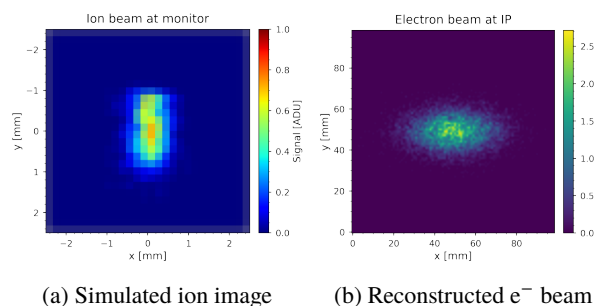 Ion beam at monitor
y [mm]
−2
−1
0
1
2
−2 −1 0 1 2
x [mm]
1.0
0.8
0.6
0.4
0.2
0.0
Signal [ADU]
Electron beam at IP
y [mm]
80
60
40
20
0
0 20 40 60 80
x [mm]
2.5
2.0
1.5
1.0
0.5
0.0
(a) Simulated ion image
(b) Reconstructed e⁻ beam